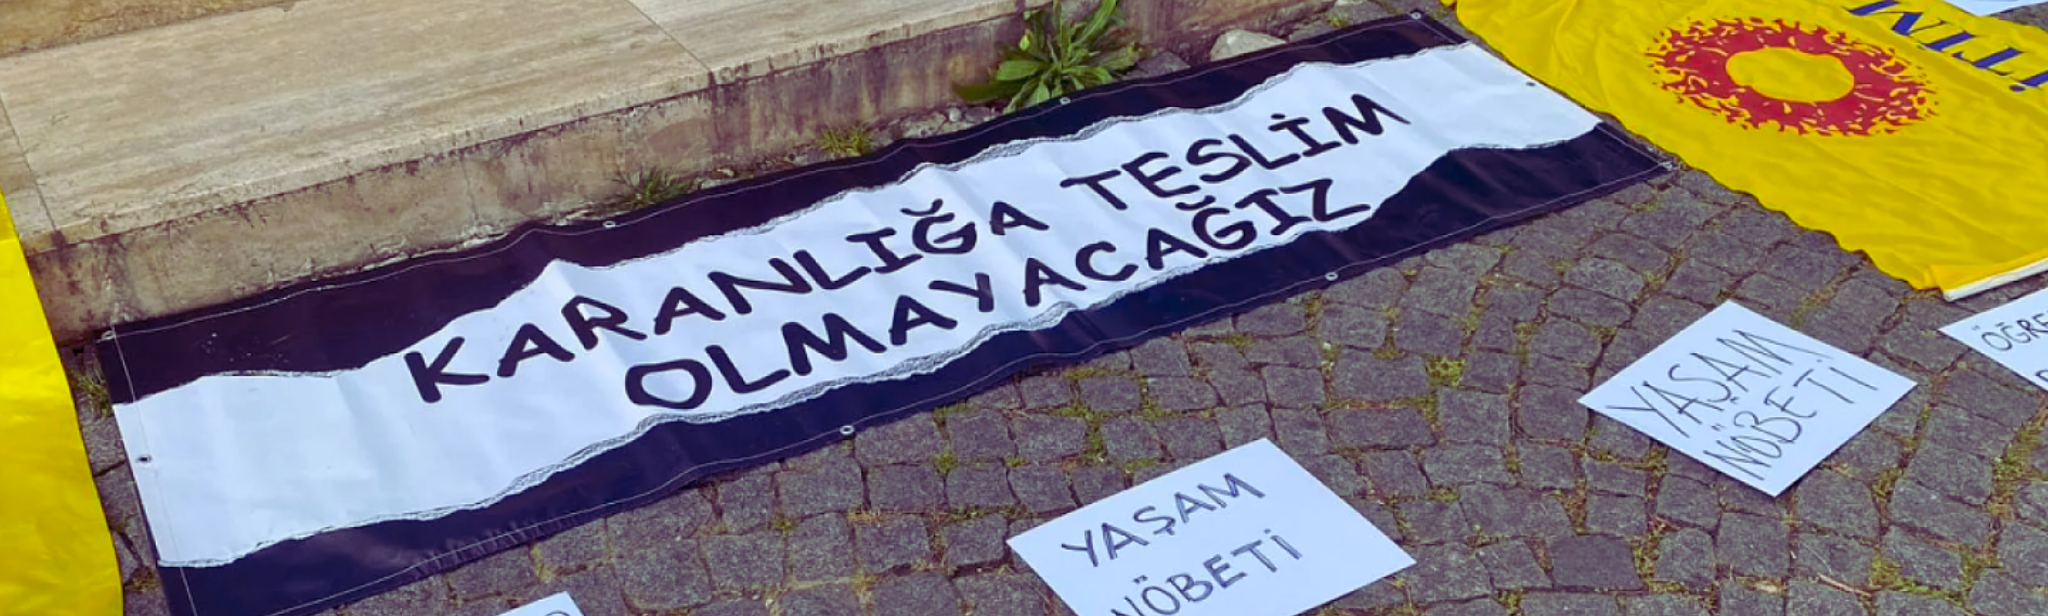 KARANLIĞA TESLİM
OLMAYACAĞIZ
YAŞAM
NÖBETİ
YAŞAM
NÖBETİ